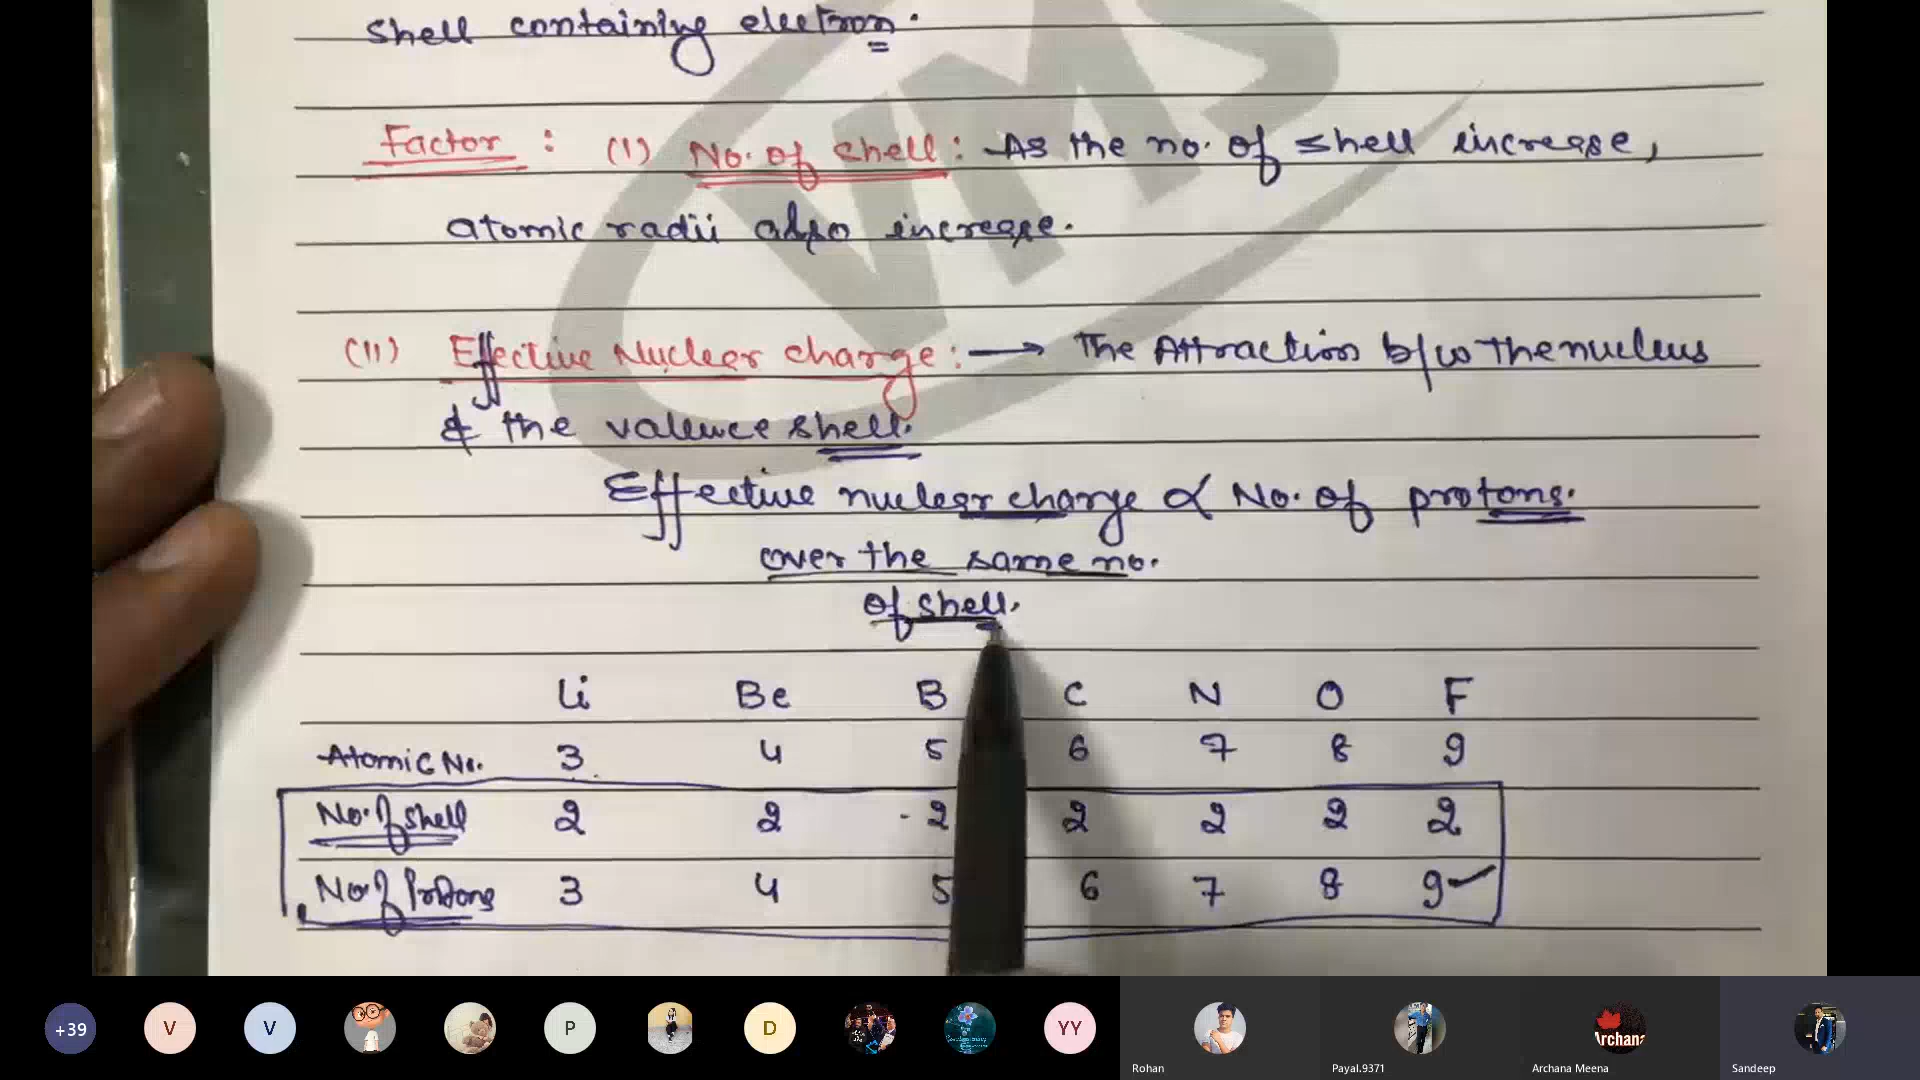 shell containing electron.
VMS
Factor : (I) No. of shell : As the no. of shell increase,
atomic radii also increase.
(II) Effective Nuclear charge :→ The Attraction b/w the nucleus
& the valence shell.
Effective nuclear charge ∝ No. of protons.
over the same no.
of shell.
Li Be B C N O F
Atomic No. 3 4 5 6 7 8 9
No. of shell 2 2 2 2 2 2 2
No of Protons 3 4 5 6 7 8 9
+39 V V P D YY
Archana
Rohan Payal.9371 Archana Meena Sandeep